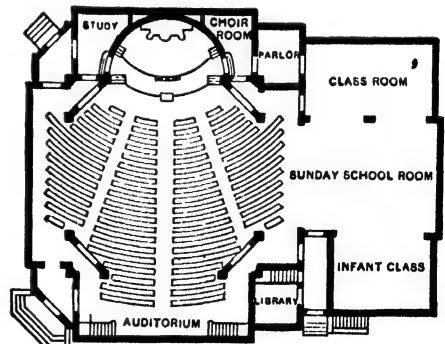 STUDY
CHOIR
ROOM
PARLOR
CLASS ROOM
SUNDAY SCHOOL ROOM
INFANT CLASS
LIBRARY
AUDITORIUM